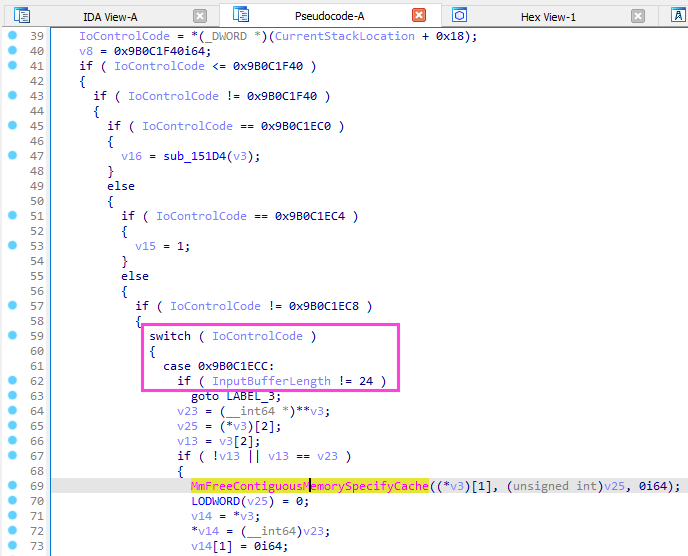 IDA View-A
Pseudocode-A
Hex View-1
39 IoControlCode = *(_DWORD *)(CurrentStackLocation + 0x18);
40 v8 = 0x9B0C1F40i64;
41 if ( IoControlCode <= 0x9B0C1F40 )
42 {
43 if ( IoControlCode != 0x9B0C1F40 )
44 {
45 if ( IoControlCode == 0x9B0C1EC0 )
46 {
47 v16 = sub_151D4(v3);
48 }
49 else
50 {
51 if ( IoControlCode == 0x9B0C1EC4 )
52 {
53 v15 = 1;
54 }
55 else
56 {
57 if ( IoControlCode != 0x9B0C1EC8 )
58 {
59 switch ( IoControlCode )
60 {
61 case 0x9B0C1ECC:
62 if ( InputBufferLength != 24 )
63 goto LABEL_3;
64 v23 = (__int64 *)**v3;
65 v25 = (*v3)[2];
66 v13 = v3[2];
67 if ( !v13 || v13 == v23 )
68 {
69 MmFreeContiguousMemorySpecifyCache((*v3)[1], (unsigned int)v25, 0i64);
70 LODWORD(v25) = 0;
71 v14 = *v3;
72 *v14 = (__int64)v23;
73 v14[1] = 0i64;